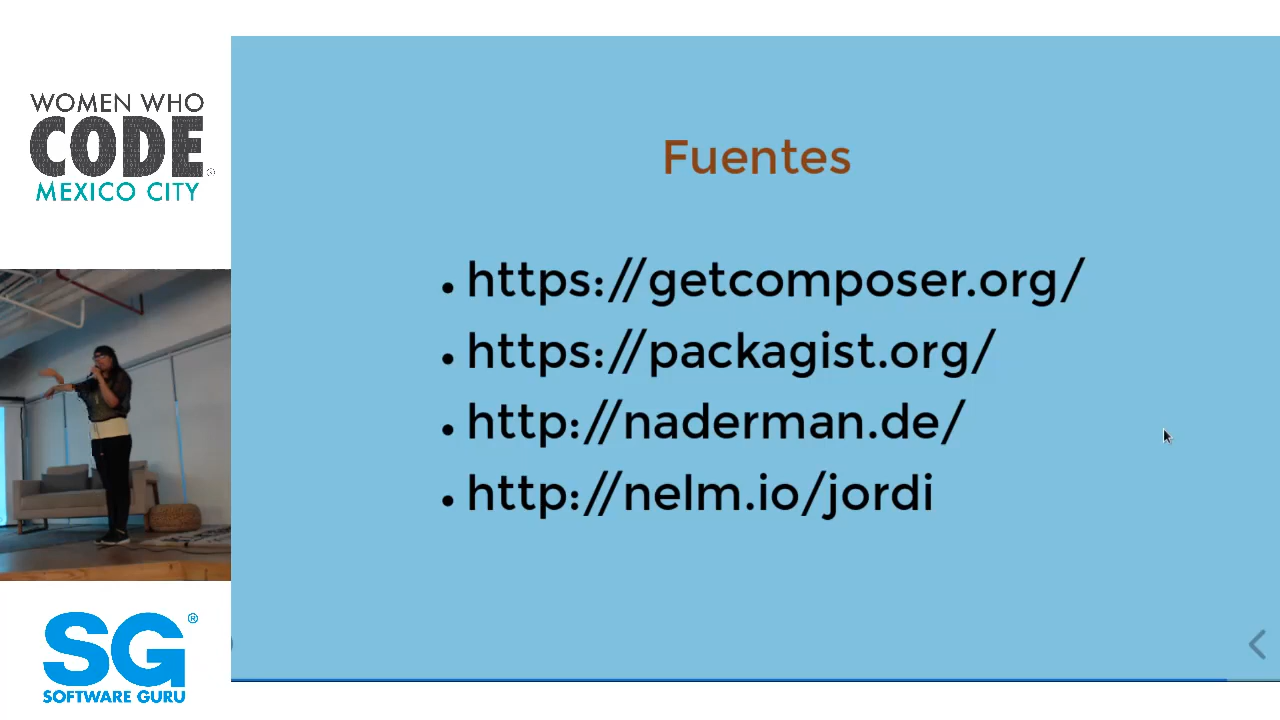 WOMEN WHO
CODE
MEXICO CITY
Fuentes
• https://getcomposer.org/
• https://packagist.org/
• http://naderman.de/
• http://nelm.io/jordi
SG®
SOFTWARE GURU